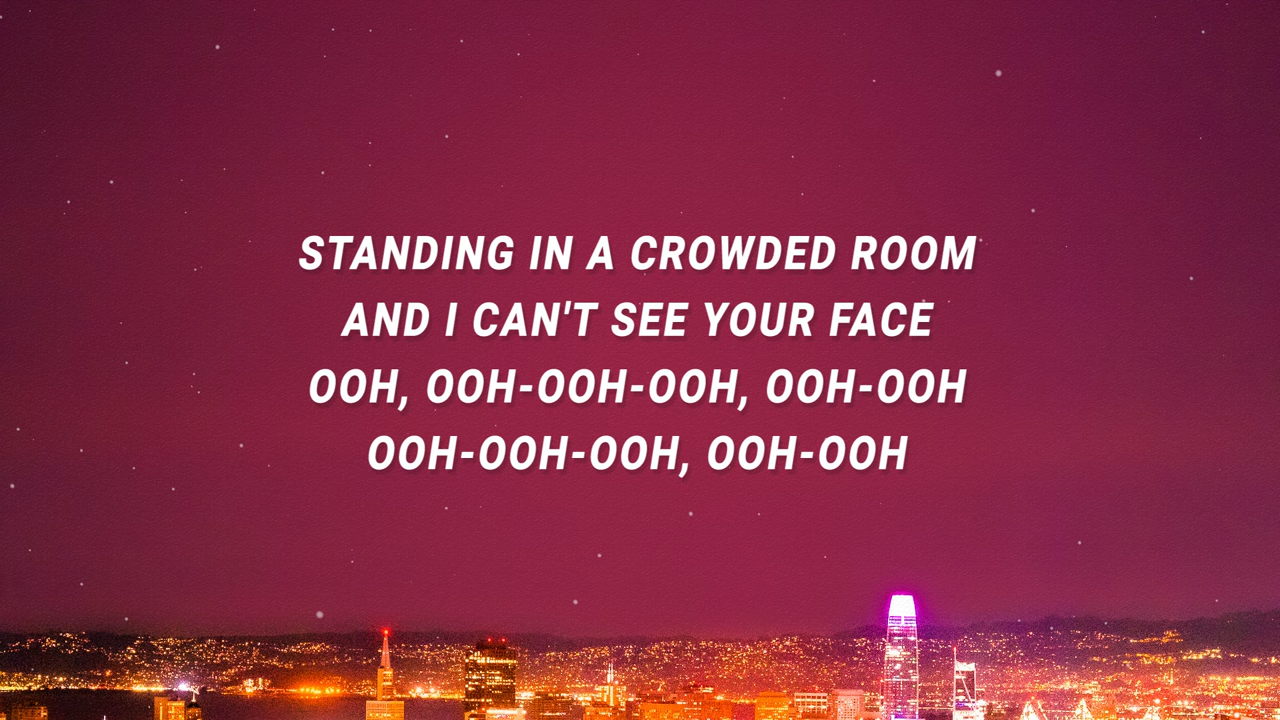 STANDING IN A CROWDED ROOM
AND I CAN'T SEE YOUR FACE
OOH, OOH-OOH-OOH, OOH-OOH
OOH-OOH-OOH, OOH-OOH